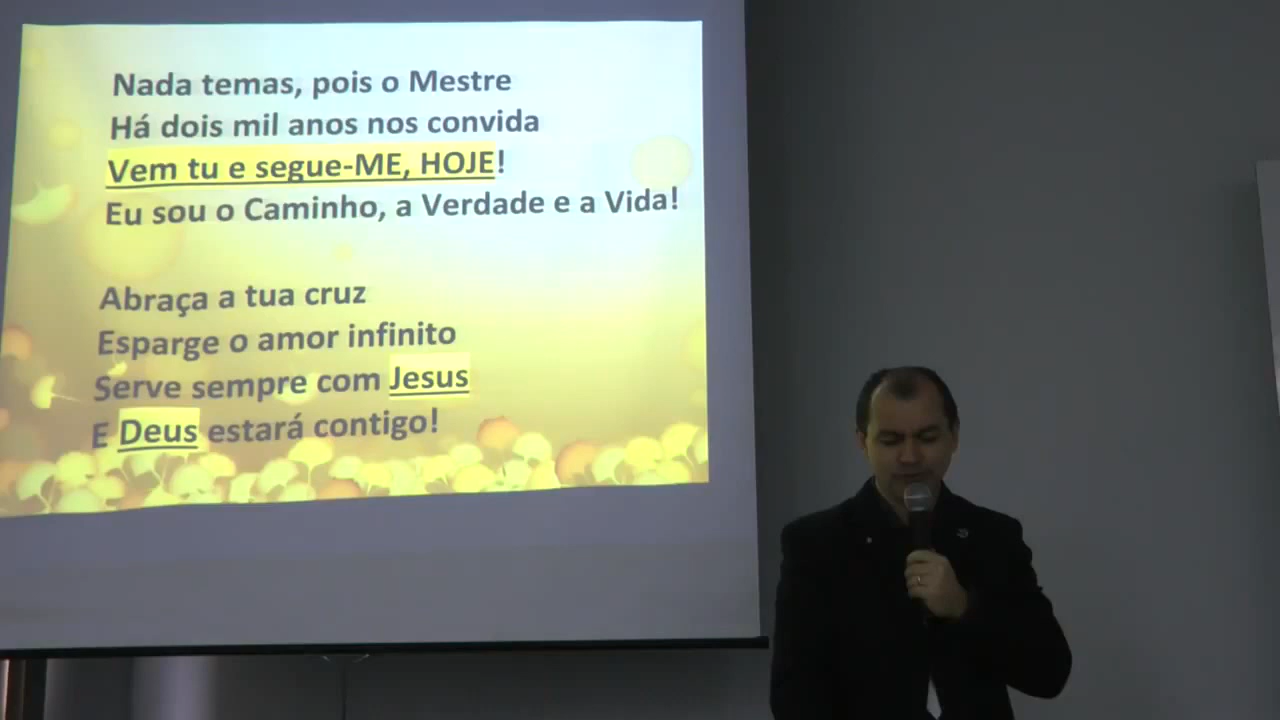 Nada temas, pois o Mestre
Há dois mil anos nos convida
Vem tu e segue-ME, HOJE!
Eu sou o Caminho, a Verdade e a Vida!
Abraça a tua cruz
Esparge o amor infinito
Serve sempre com Jesus
E Deus estará contigo!